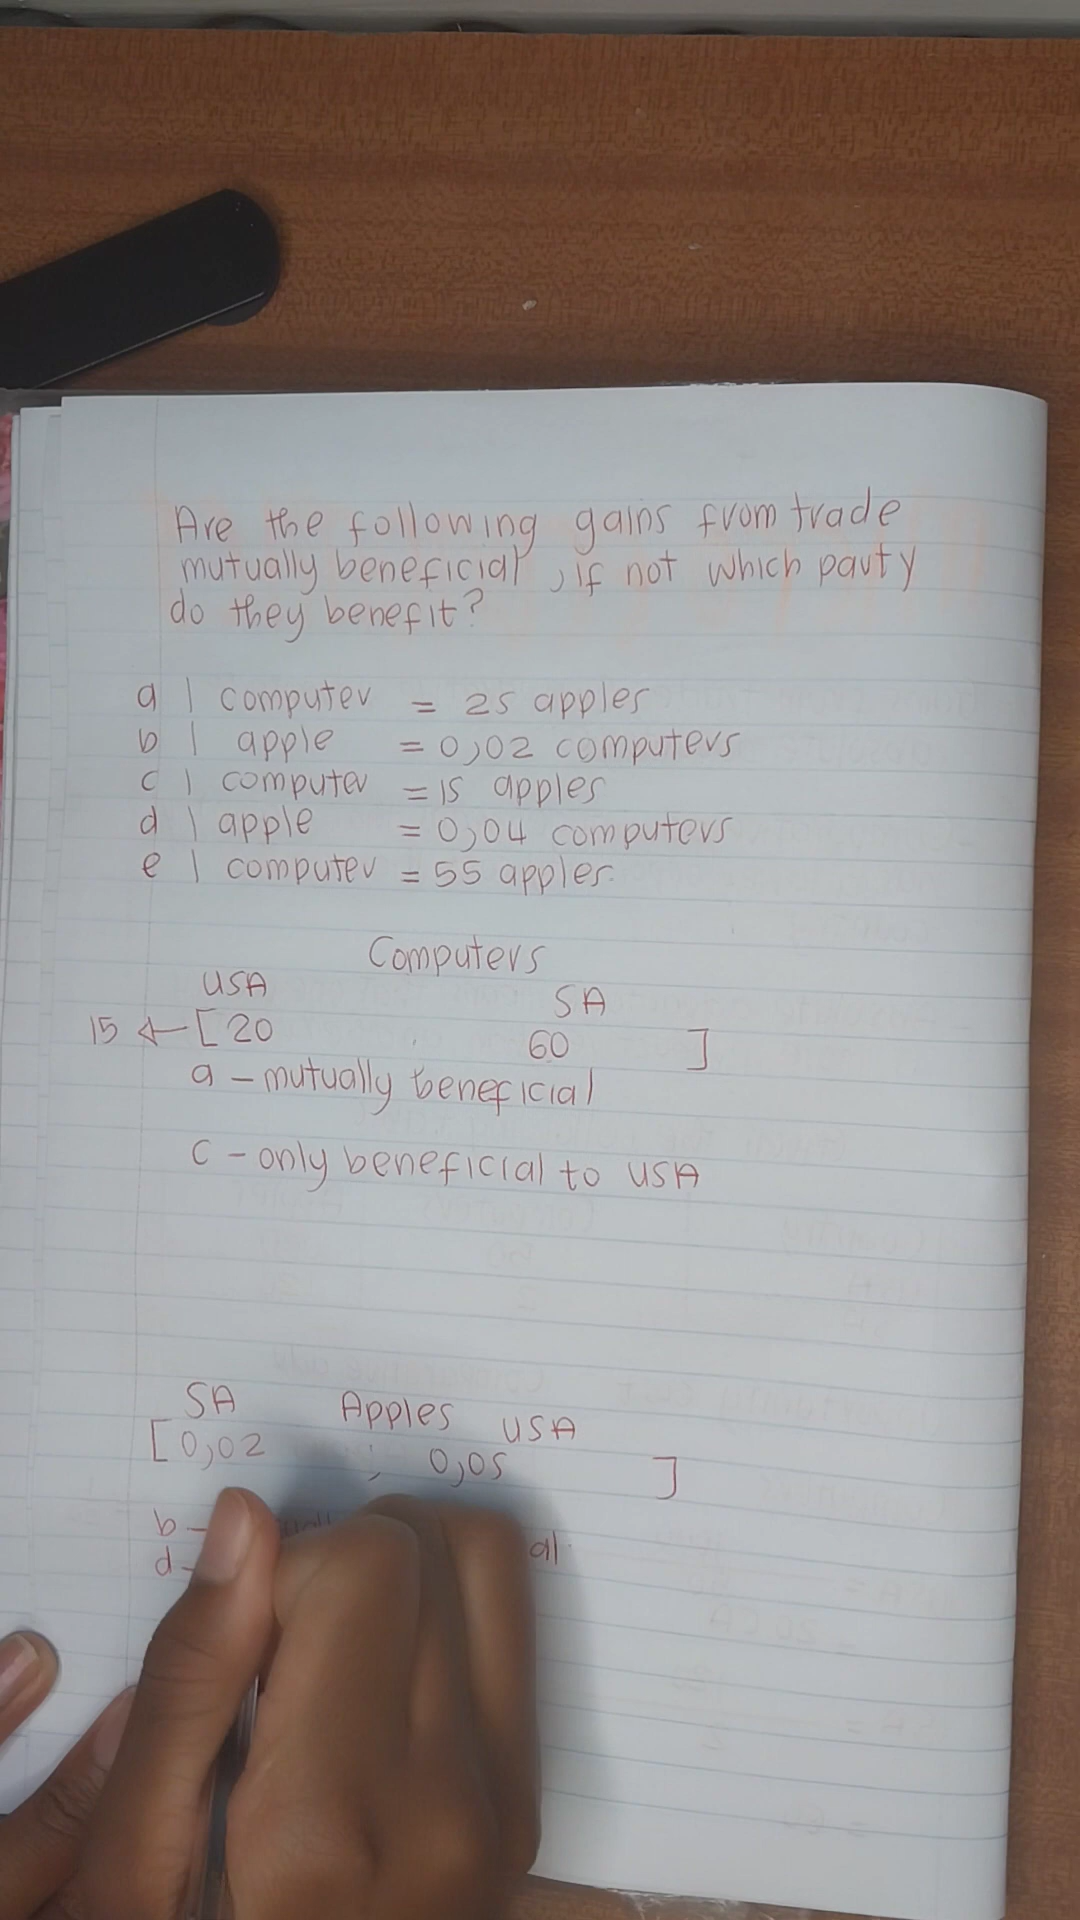 Are the following gains from trade
mutually beneficial, if not which party
do they benefit?
a 1 computer = 25 apples
b 1 apple = 0,02 computers
c 1 computer = 15 apples
d 1 apple = 0,04 computers
e 1 computer = 55 apples.
Computers
USA SA
15 ← [20 60 ]
a - mutually beneficial
c - only beneficial to USA
SA Apples USA
[0,02 ; 0,05 ]
b -
d -